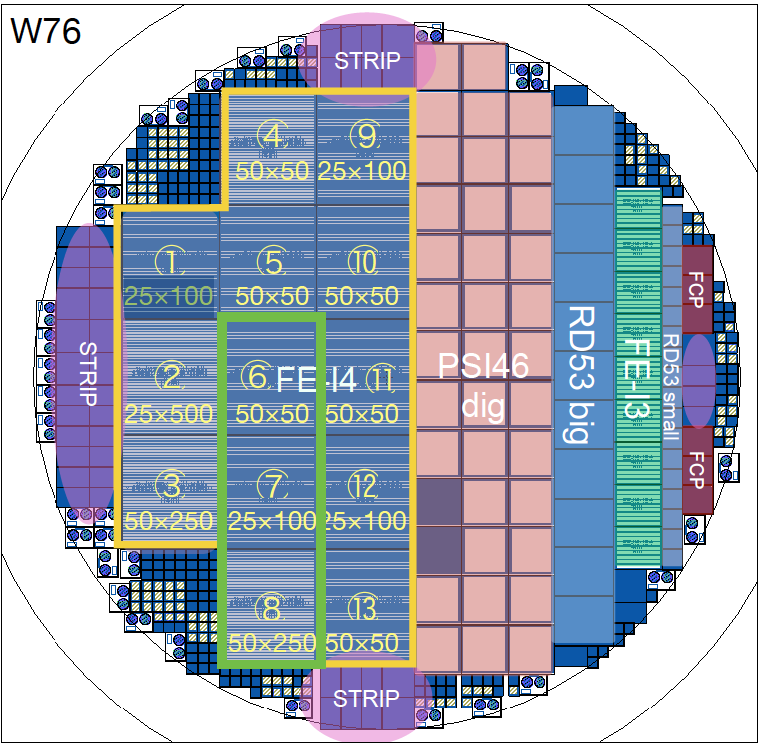 W76
STRIP
④
50×50
⑨
25×100
①
25×100
⑤
50×50
⑩
50×50
STRIP
②
25×500
⑥
50×50
FE-I4
⑪
50×50
③
50×250
⑦
25×100
⑫
25×100
⑧
50×250
⑬
50×50
PSI46
dig
RD53 big
FE-I3
RD53 small
FCP
FCP
STRIP